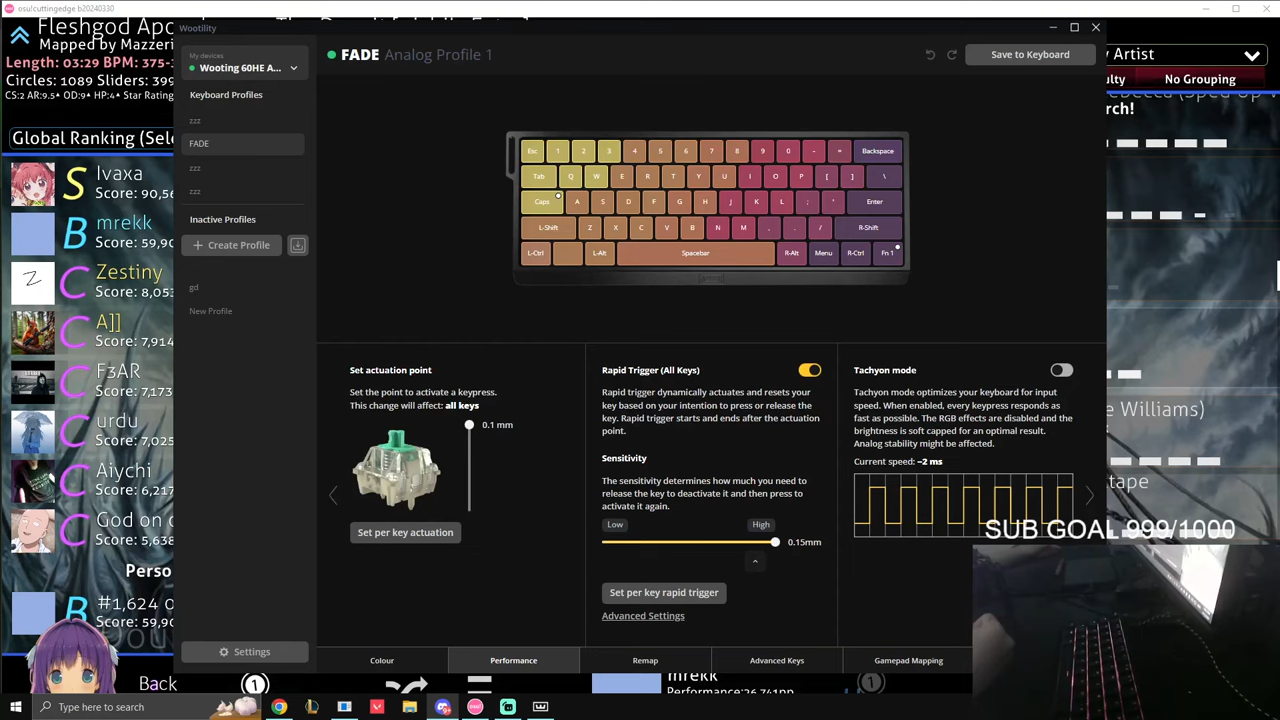 osu!cuttingedge b20240330
Fleshgod Apo
Mapped by Mazzeri
Length: 03:29 BPM: 375-
Circles: 1089 Sliders: 399
CS:2 AR:9.5 OD:9 HP:4 Star Rating
Global Ranking (Sele
Ivaxa
Score: 90,56
mrekk
Score: 59,90
Zestiny
Score: 8,053
A]]
Score: 7,914
F3AR
Score: 7,384
urdu
Score: 7,025
Aiychi
Score: 6,217
God on
Score: 5,638
Perso
#1,624 o
Score: 59,90
Back
Wootility
My devices
Wooting 60HE A...
Keyboard Profiles
zzz
FADE
zzz
zzz
Inactive Profiles
+ Create Profile
gd
New Profile
Settings
FADE Analog Profile 1
Save to Keyboard
Esc 1 2 3 4 5 6 7 8 9 0 - = Backspace
Tab Q W E R T Y U I O P [ ] \
Caps A S D F G H J K L ; ' Enter
L-Shift Z X C V B N M , . / R-Shift
L-Ctrl L-Alt Spacebar R-Alt Menu R-Ctrl Fn 1
Set actuation point
Set the point to activate a keypress.
This change will affect: all keys
0.1 mm
Set per key actuation
Rapid Trigger (All Keys)
Rapid trigger dynamically actuates and resets your
key based on your intention to press or release the
key. Rapid trigger starts and ends after the actuation
point.
Sensitivity
The sensitivity determines how much you need to
release the key to deactivate it and then press to
activate it again.
Low High
0.15mm
Set per key rapid trigger
Advanced Settings
Tachyon mode
Tachyon mode optimizes your keyboard for input
speed. When enabled, every keypress responds as
fast as possible. The RGB effects are disabled and the
brightness is soft capped for an optimal result.
Analog stability might be affected.
Current speed: ~2 ms
Colour Performance Remap Advanced Keys Gamepad Mapping
y Artist
ulty No Grouping
becca (Sped Up V
rch!
e Williams)
tape
SUB GOAL 999/1000
mrekk
Performance:26,741pp
Type here to search